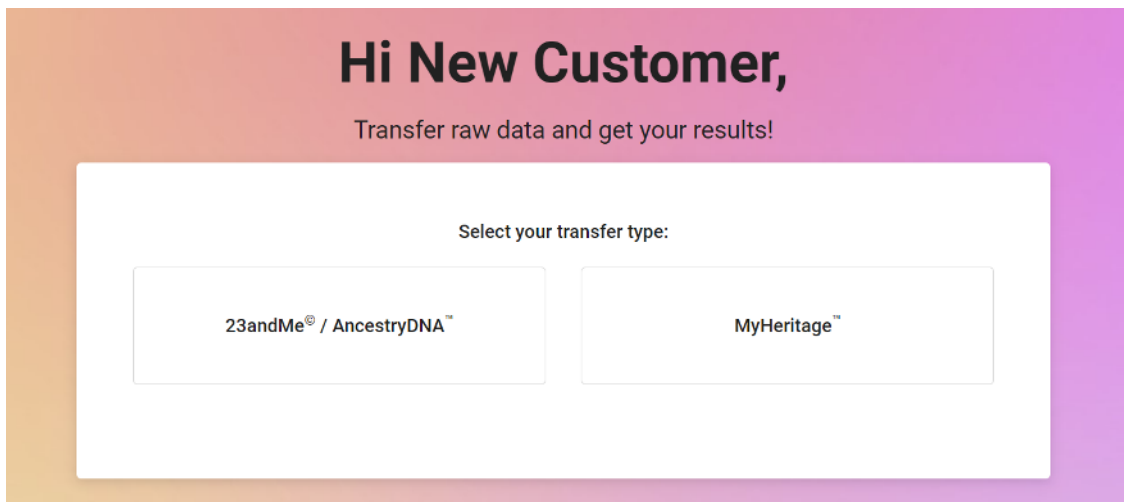 Hi New Customer,
Transfer raw data and get your results!
Select your transfer type:
23andMe© / AncestryDNA™
MyHeritage™